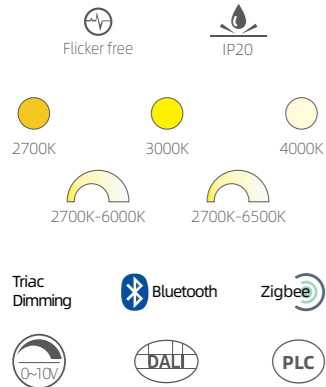 Flicker free
IP20
2700K
3000K
4000K
2700K-6000K
2700K-6500K
Triac
Dimming
Bluetooth
Zigbee
0~10V
DALI
PLC